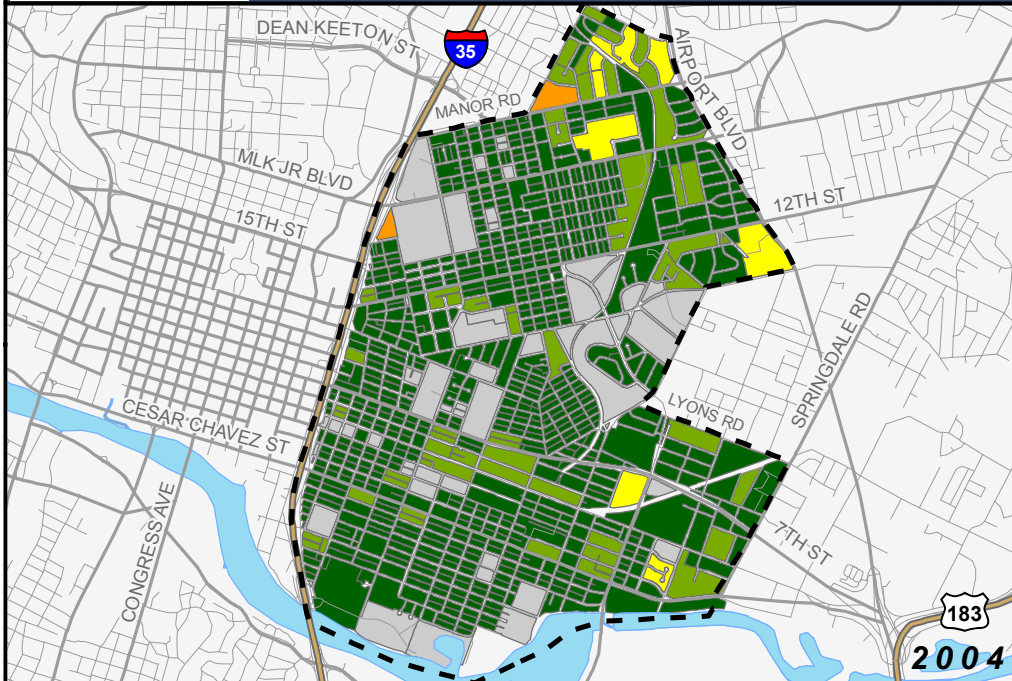 DEAN KEETON ST
35
AIRPORT BLVD
MANOR RD
MLK JR BLVD
15TH ST
12TH ST
SPRINGDALE RD
LYONS RD
CESAR CHAVEZ ST
CONGRESS AVE
7TH ST
183
2004